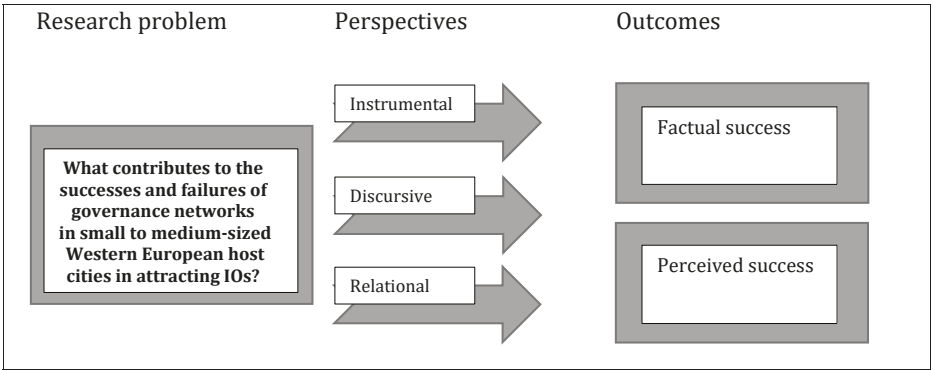 Research problem
Perspectives
Outcomes
What contributes to the
successes and failures of
governance networks
in small to medium-sized
Western European host
cities in attracting IOs?
Instrumental
Discursive
Relational
Factual success
Perceived success